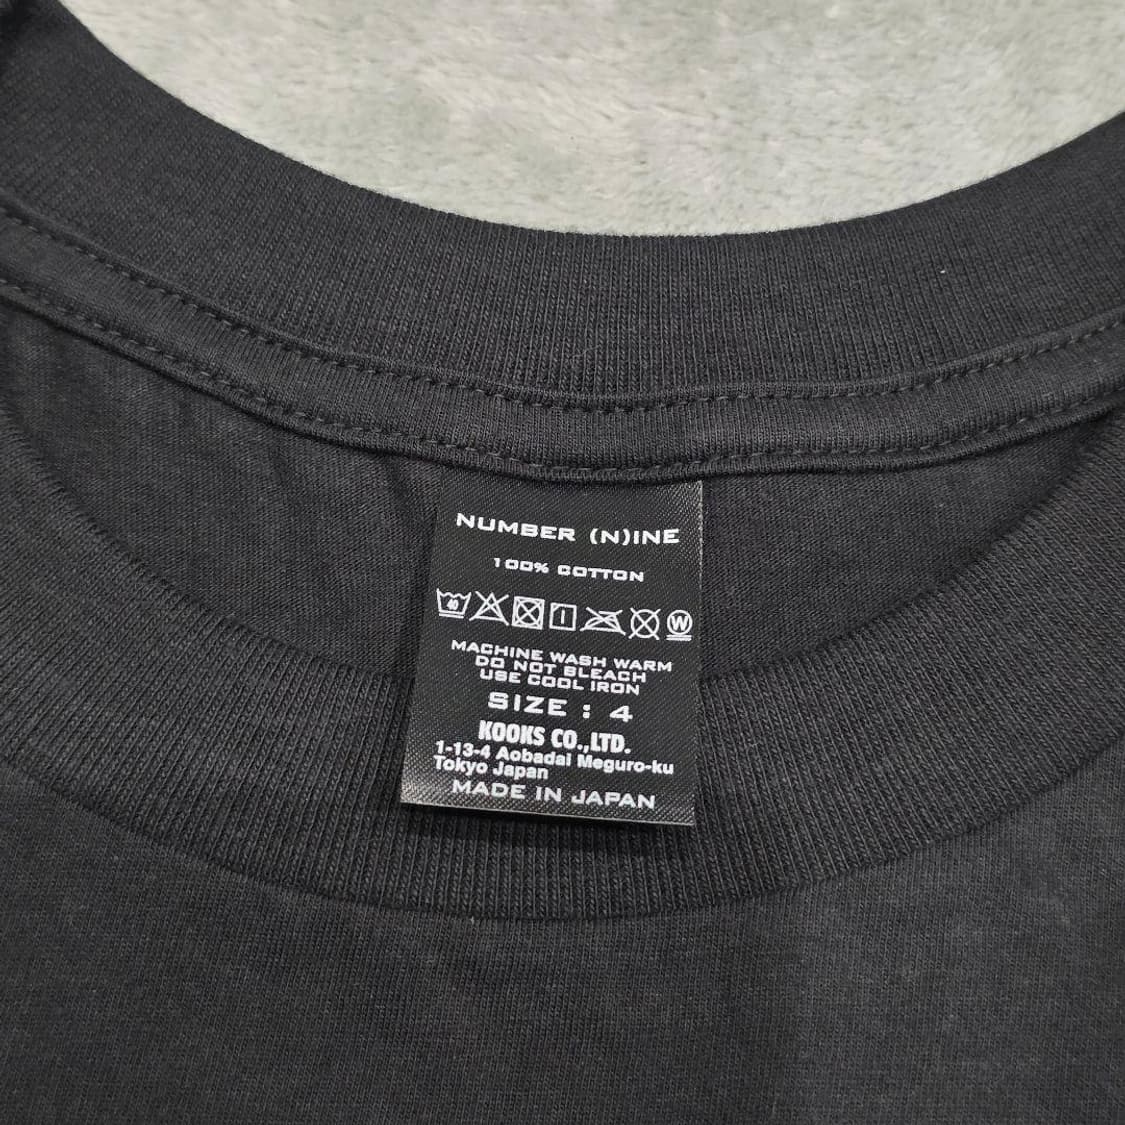 NUMBER (N)INE
100% COTTON
40 W
MACHINE WASH WARM
DO NOT BLEACH
USE COOL IRON
SIZE : 4
KOOKS CO.,LTD.
1-13-4 Aobadai Meguro-ku
Tokyo Japan
MADE IN JAPAN